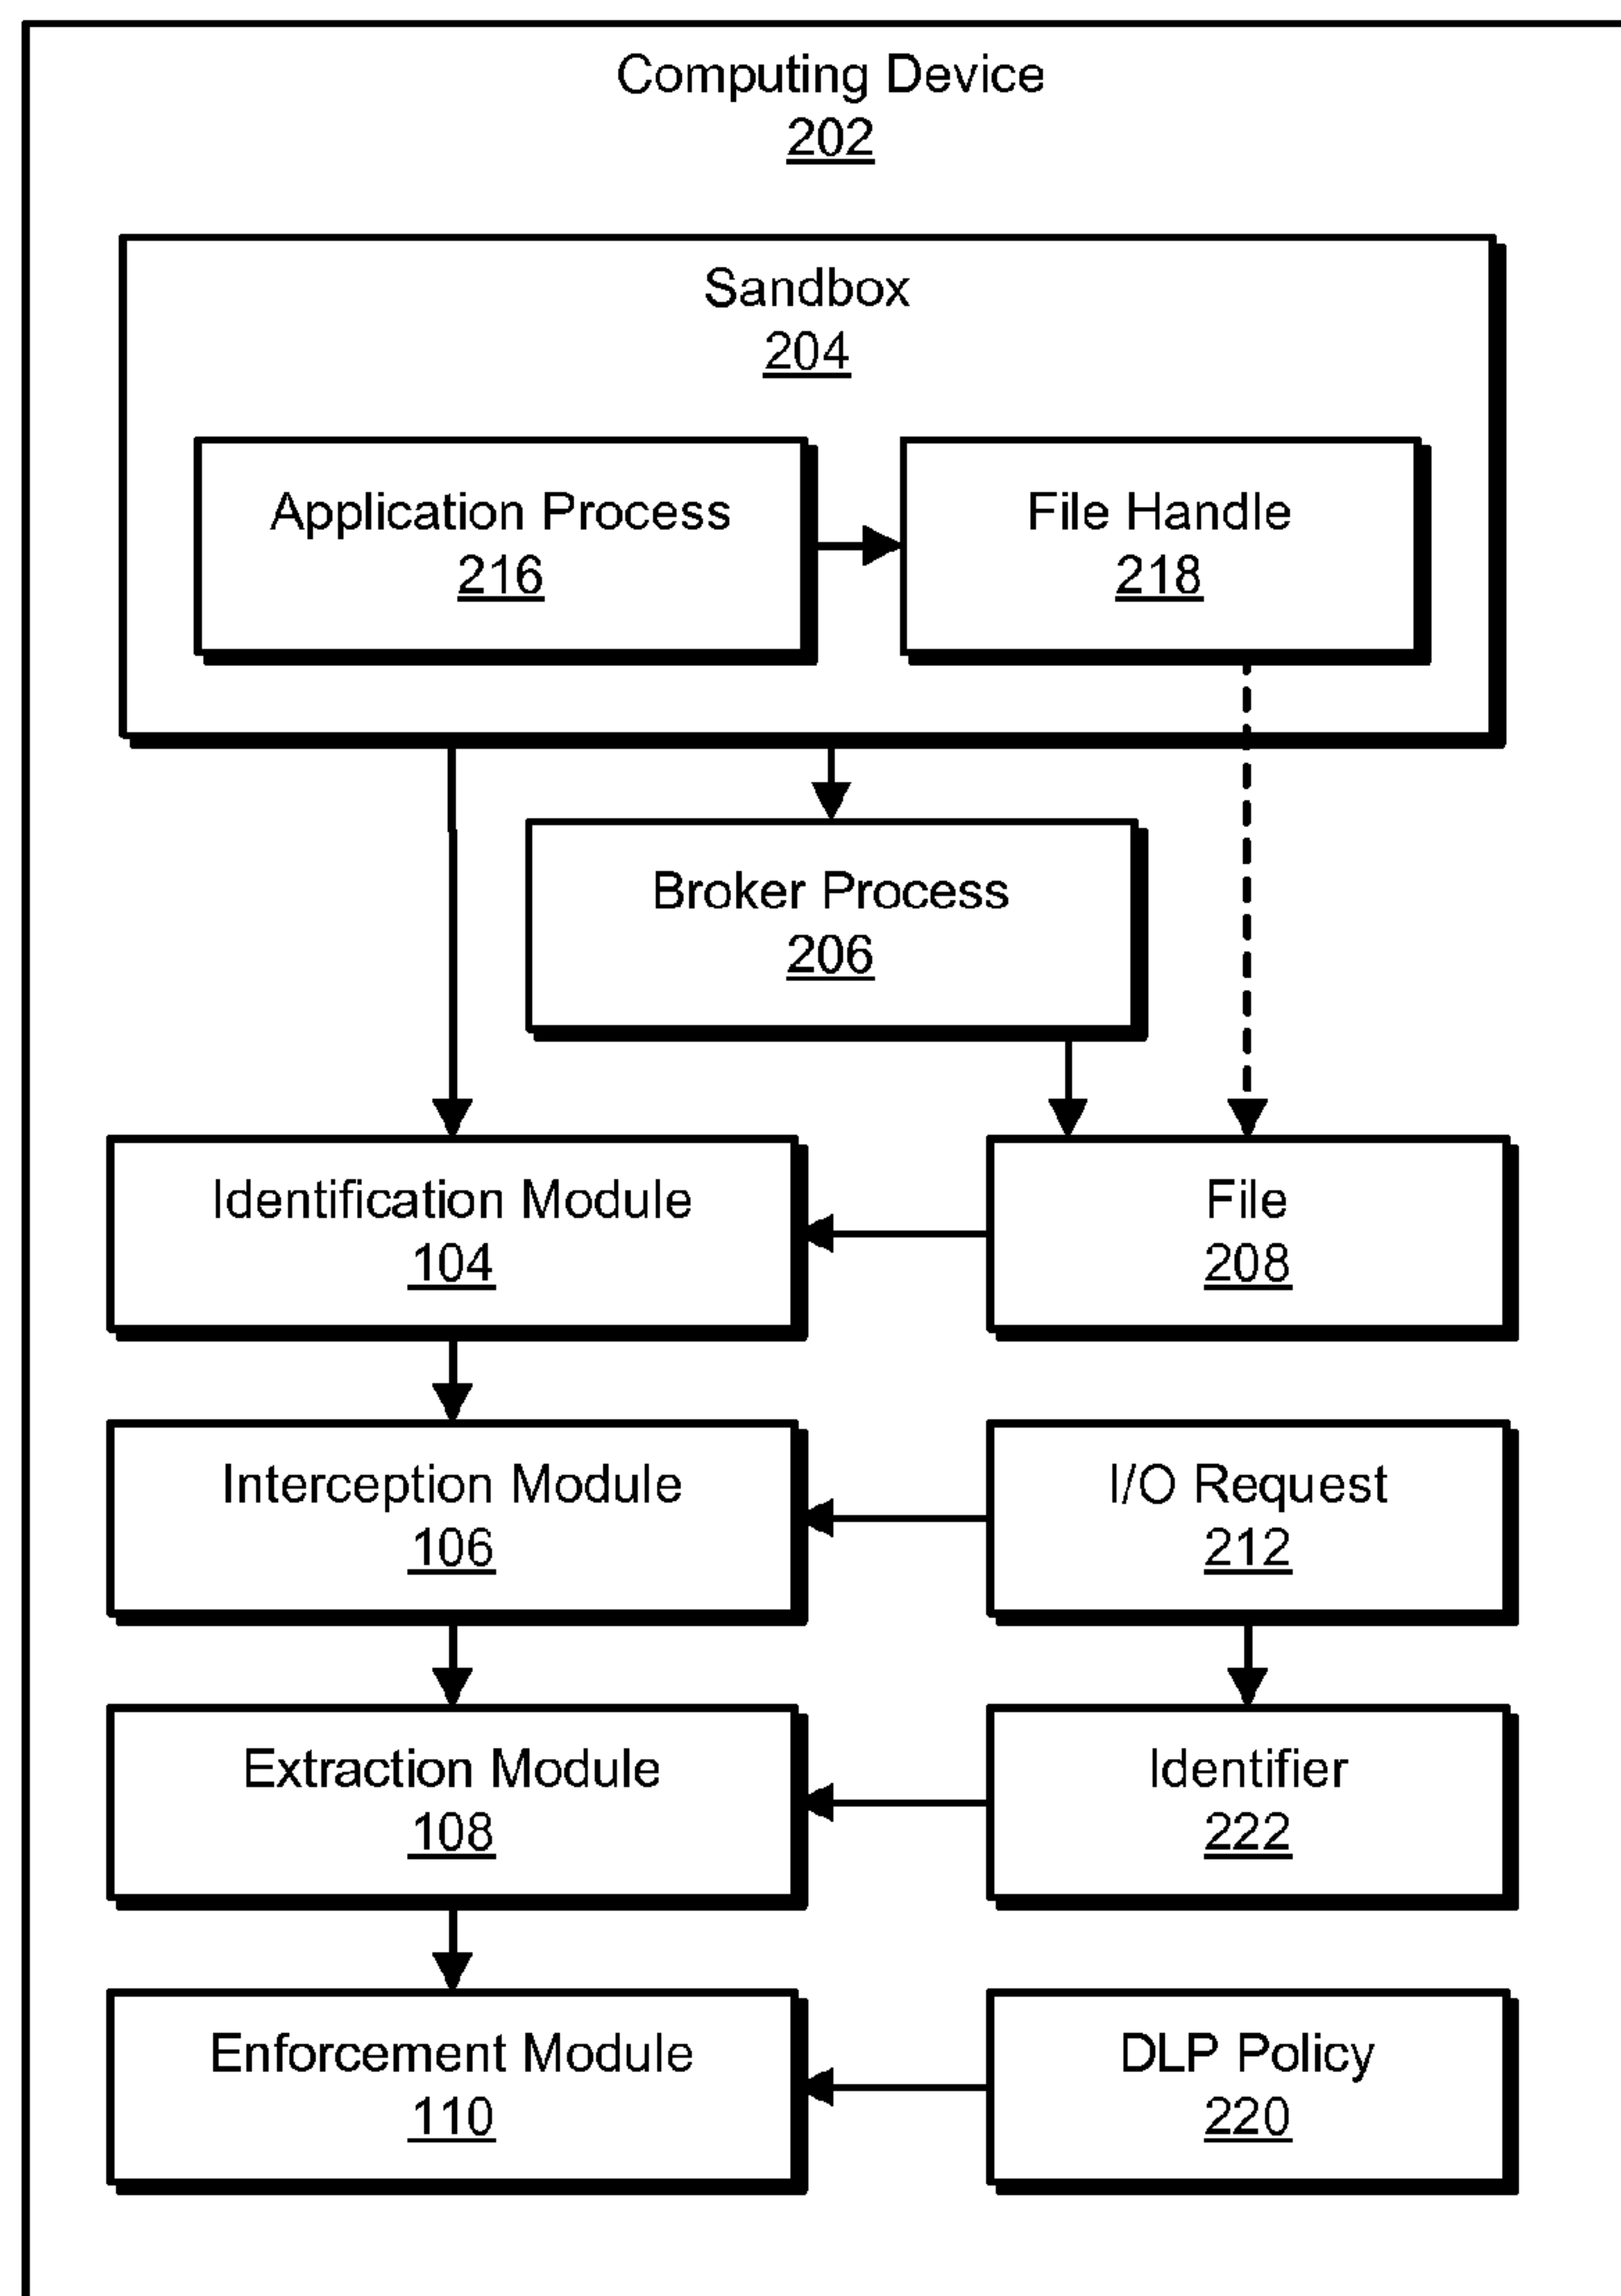 Computing Device
202
Sandbox
204
Application Process
216
File Handle
218
Broker Process
206
Identification Module
104
File
208
Interception Module
106
I/O Request
212
Extraction Module
108
Identifier
222
Enforcement Module
110
DLP Policy
220